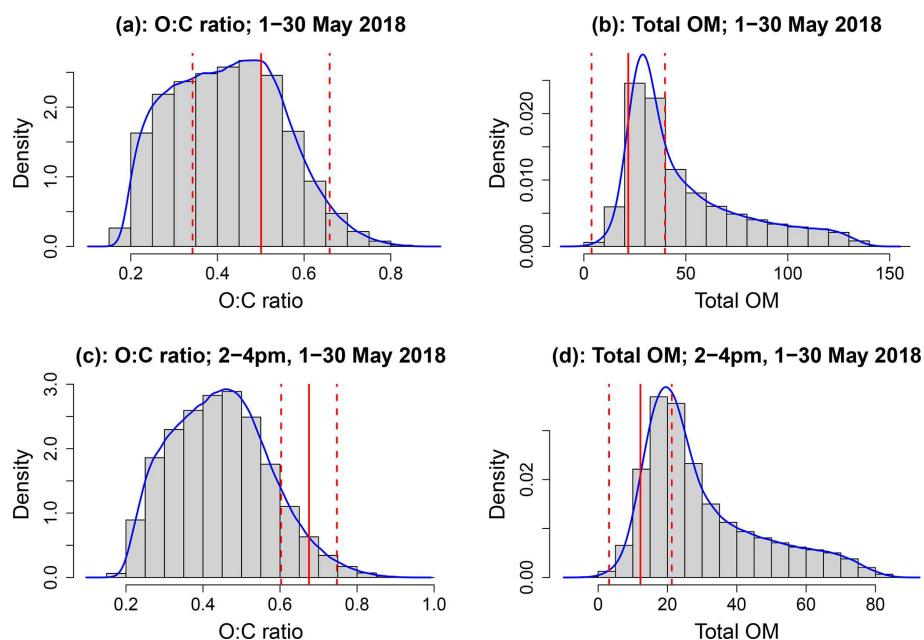 (a): O:C ratio; 1−30 May 2018
Density
0.0 1.0 2.0
0.2 0.4 0.6 0.8
O:C ratio
(b): Total OM; 1−30 May 2018
Density
0.000 0.010 0.020
0 50 100 150
Total OM
(c): O:C ratio; 2−4pm, 1−30 May 2018
Density
0.0 1.0 2.0 3.0
0.2 0.4 0.6 0.8 1.0
O:C ratio
(d): Total OM; 2−4pm, 1−30 May 2018
Density
0.00 0.02
0 20 40 60 80
Total OM